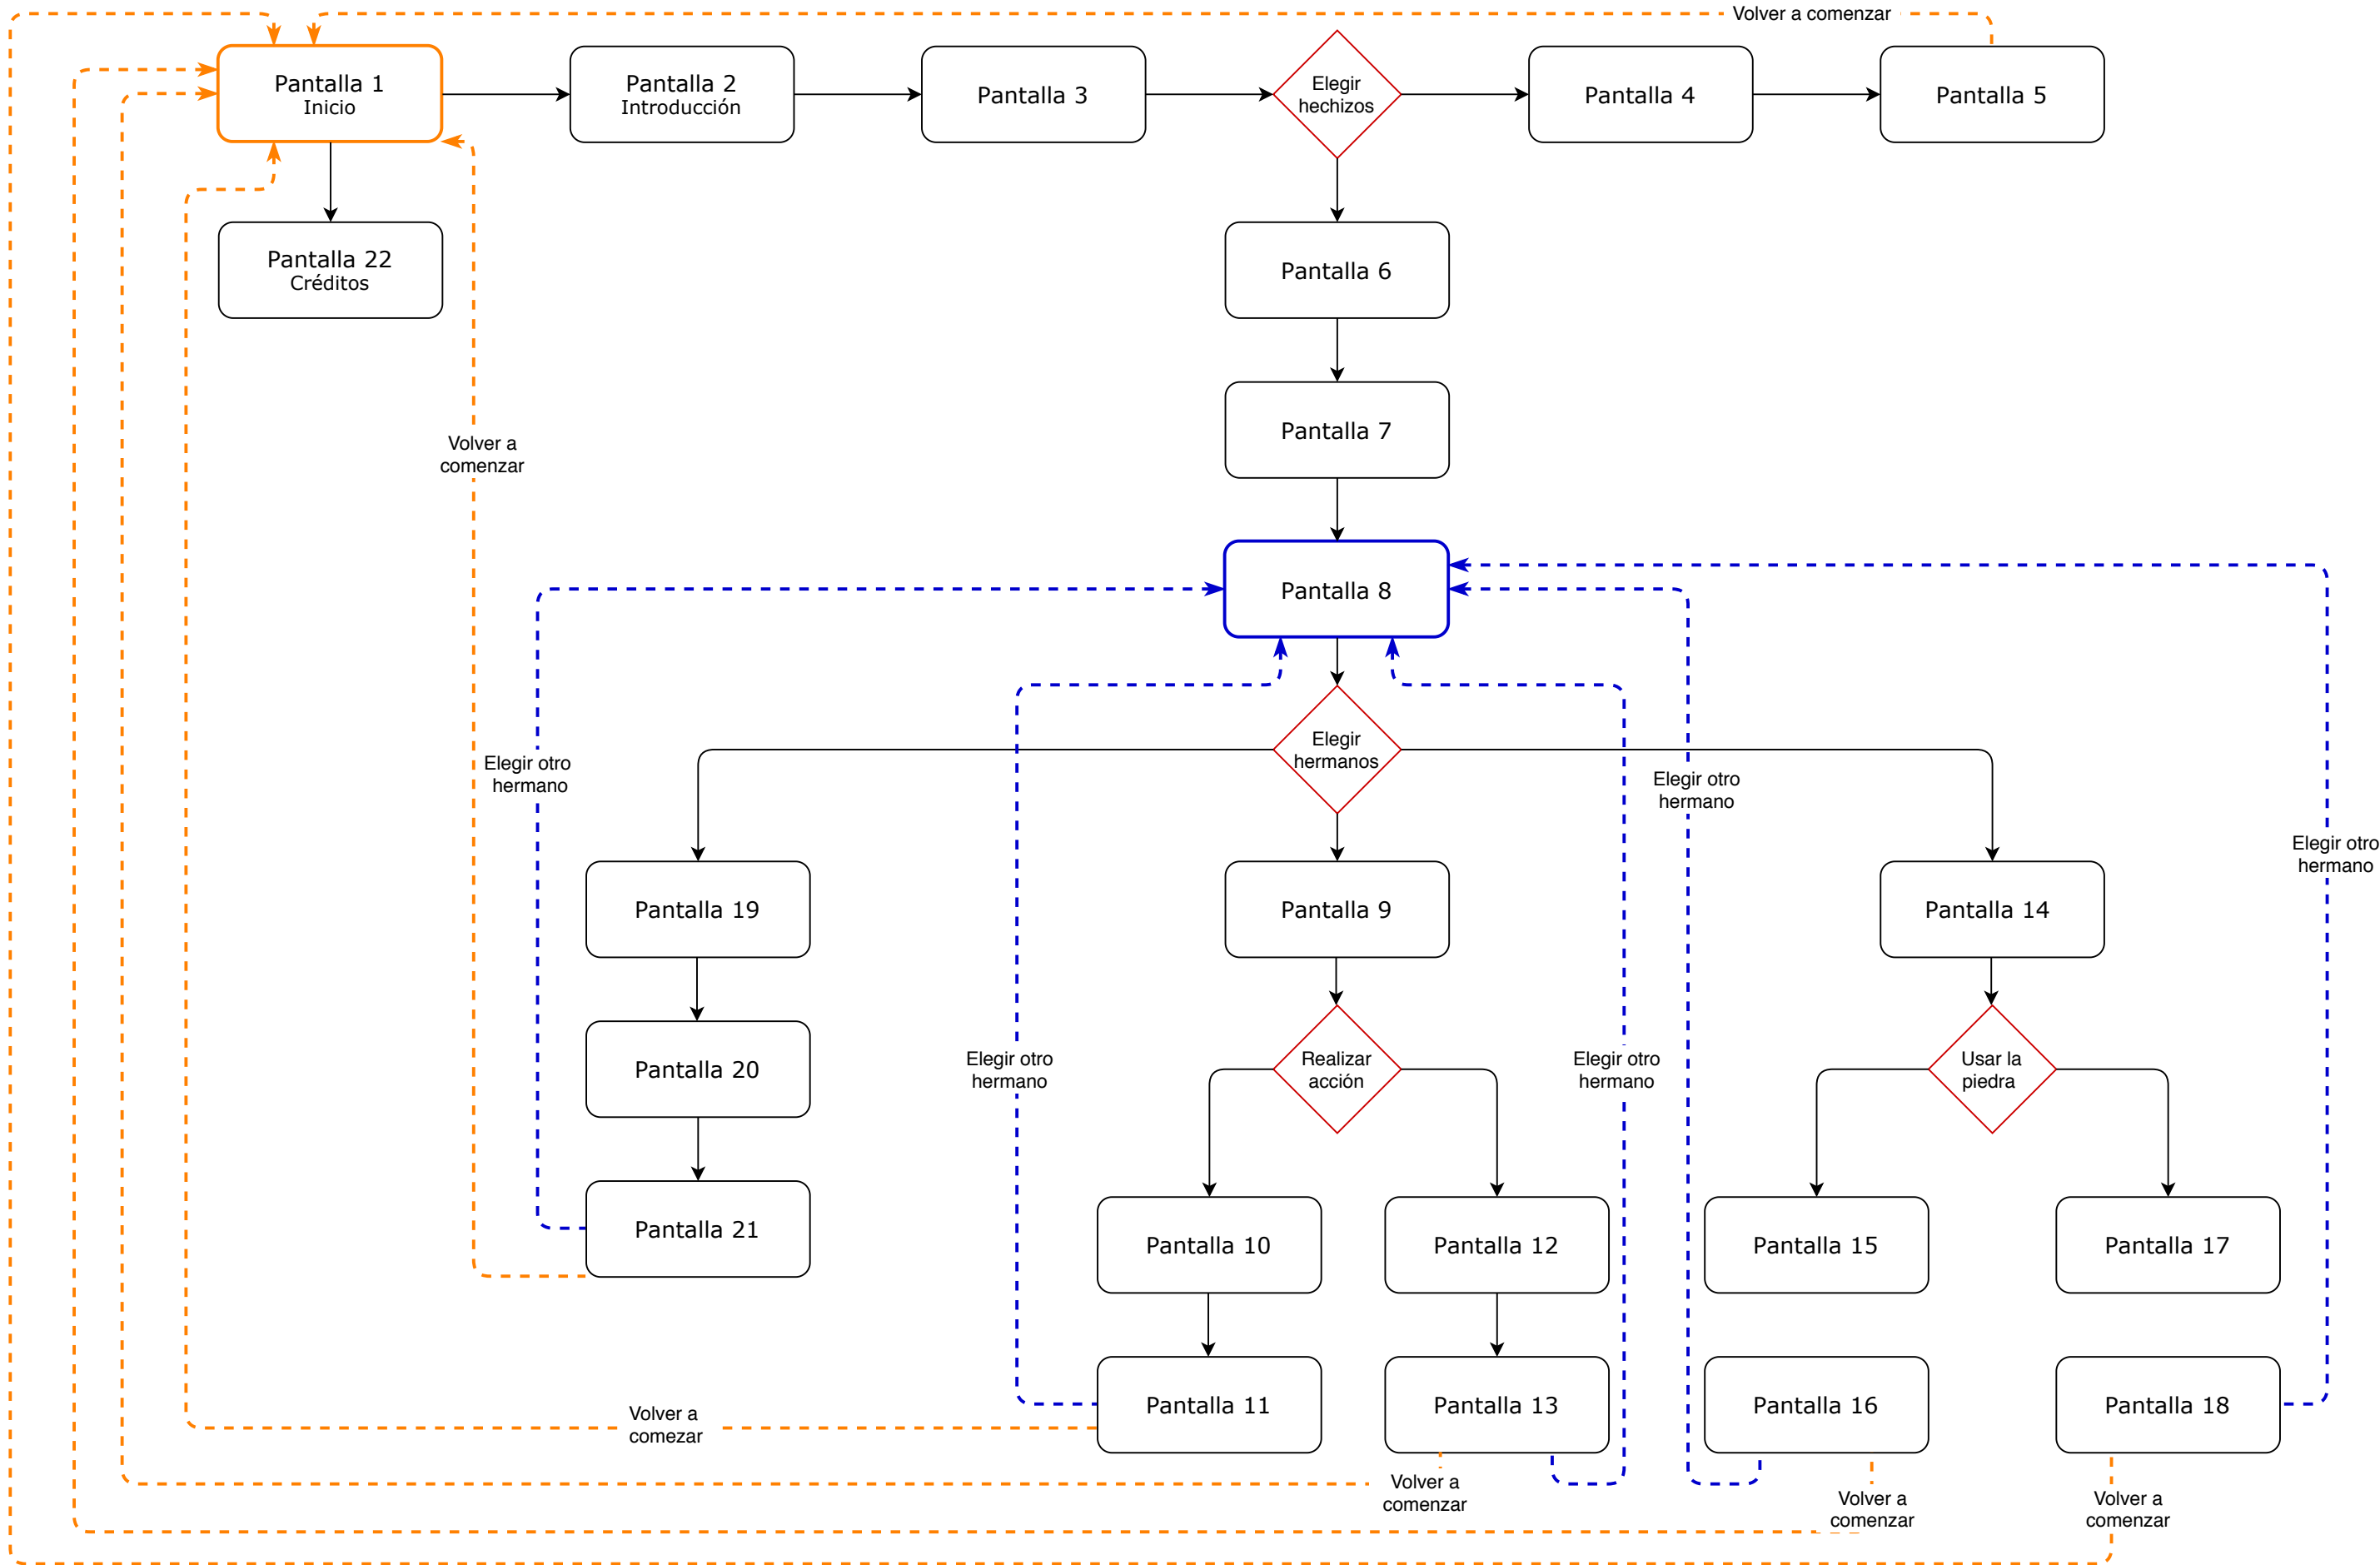 Volver a comenzar
Pantalla 1
Inicio
Pantalla 2
Introducción
Pantalla 3
Elegir
hechizos
Pantalla 4
Pantalla 5
Pantalla 22
Créditos
Pantalla 6
Pantalla 7
Volver a
comenzar
Pantalla 8
Elegir
hermanos
Elegir otro
hermano
Elegir otro
hermano
Elegir otro
hermano
Pantalla 19
Pantalla 9
Pantalla 14
Pantalla 20
Elegir otro
hermano
Realizar
acción
Elegir otro
hermano
Usar la
piedra
Pantalla 21
Pantalla 10
Pantalla 12
Pantalla 15
Pantalla 17
Volver a
comezar
Pantalla 11
Pantalla 13
Pantalla 16
Pantalla 18
Volver a
comenzar
Volver a
comenzar
Volver a
comenzar